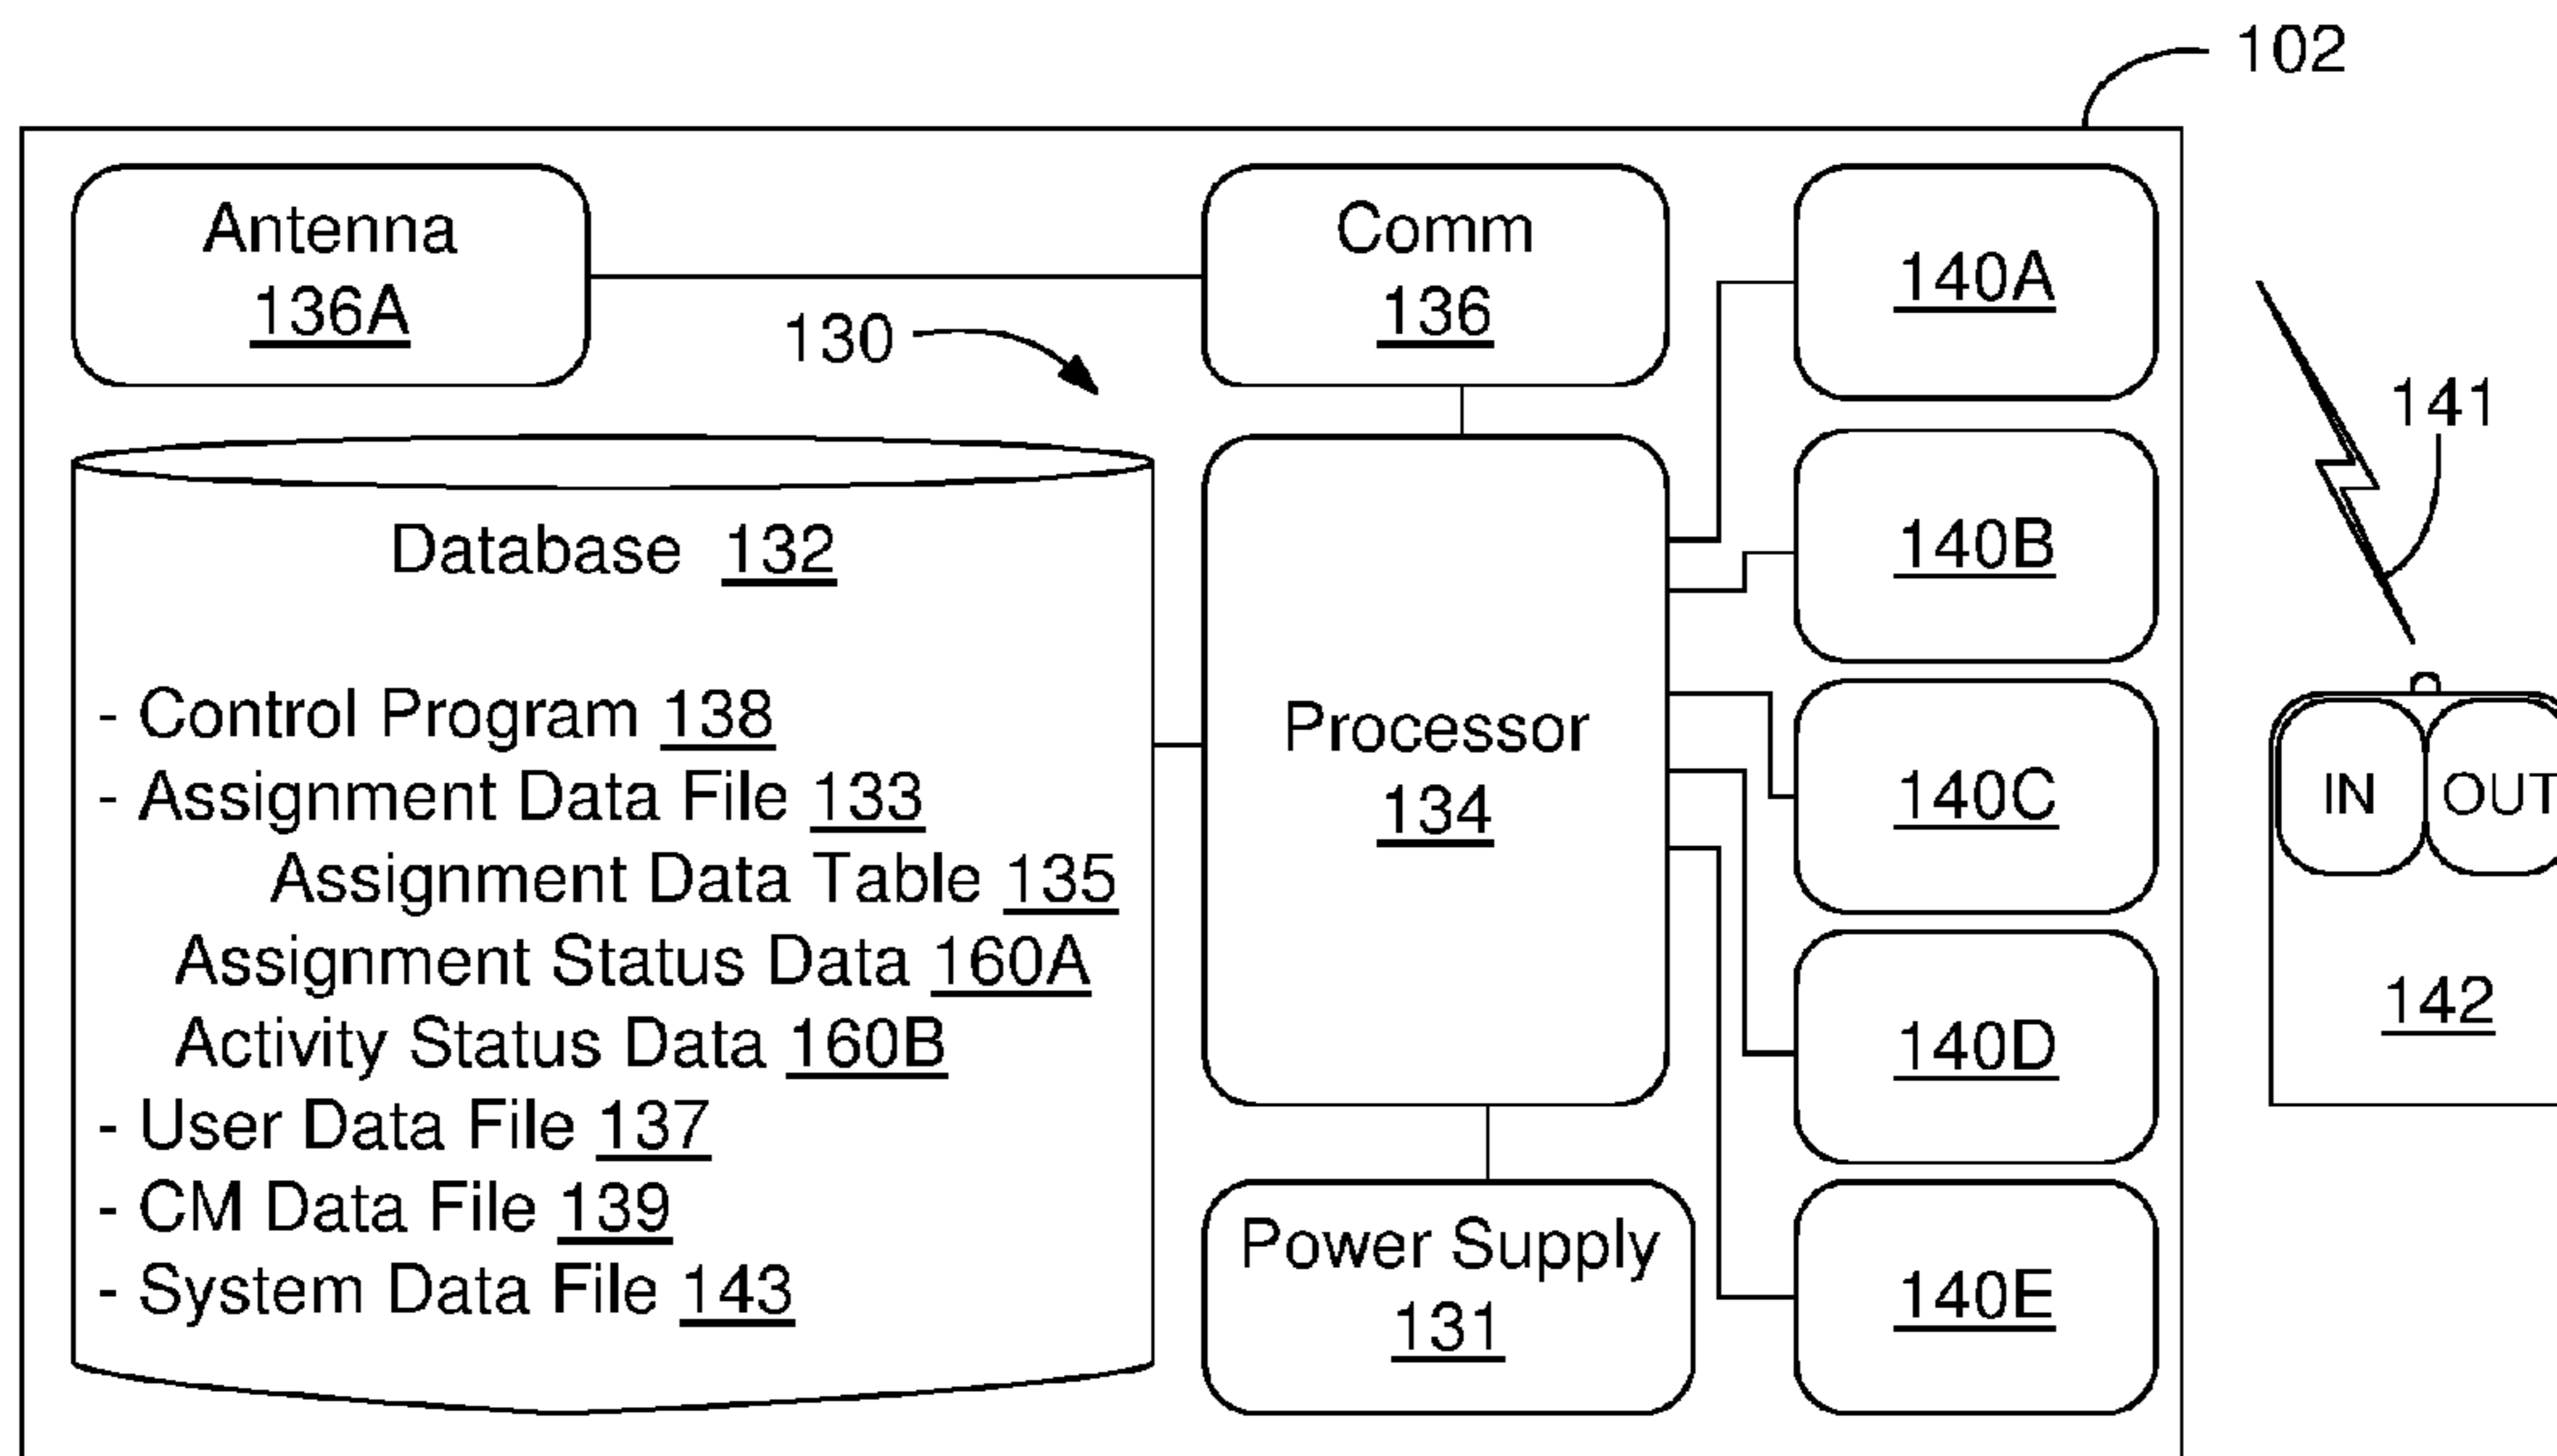 102
Antenna
136A
Comm
136
130
140A
141
140B
Database 132
- Control Program 138
- Assignment Data File 133
Assignment Data Table 135
Assignment Status Data 160A
Activity Status Data 160B
- User Data File 137
- CM Data File 139
- System Data File 143
Processor
134
140C
140D
Power Supply
131
140E
IN OUT
142